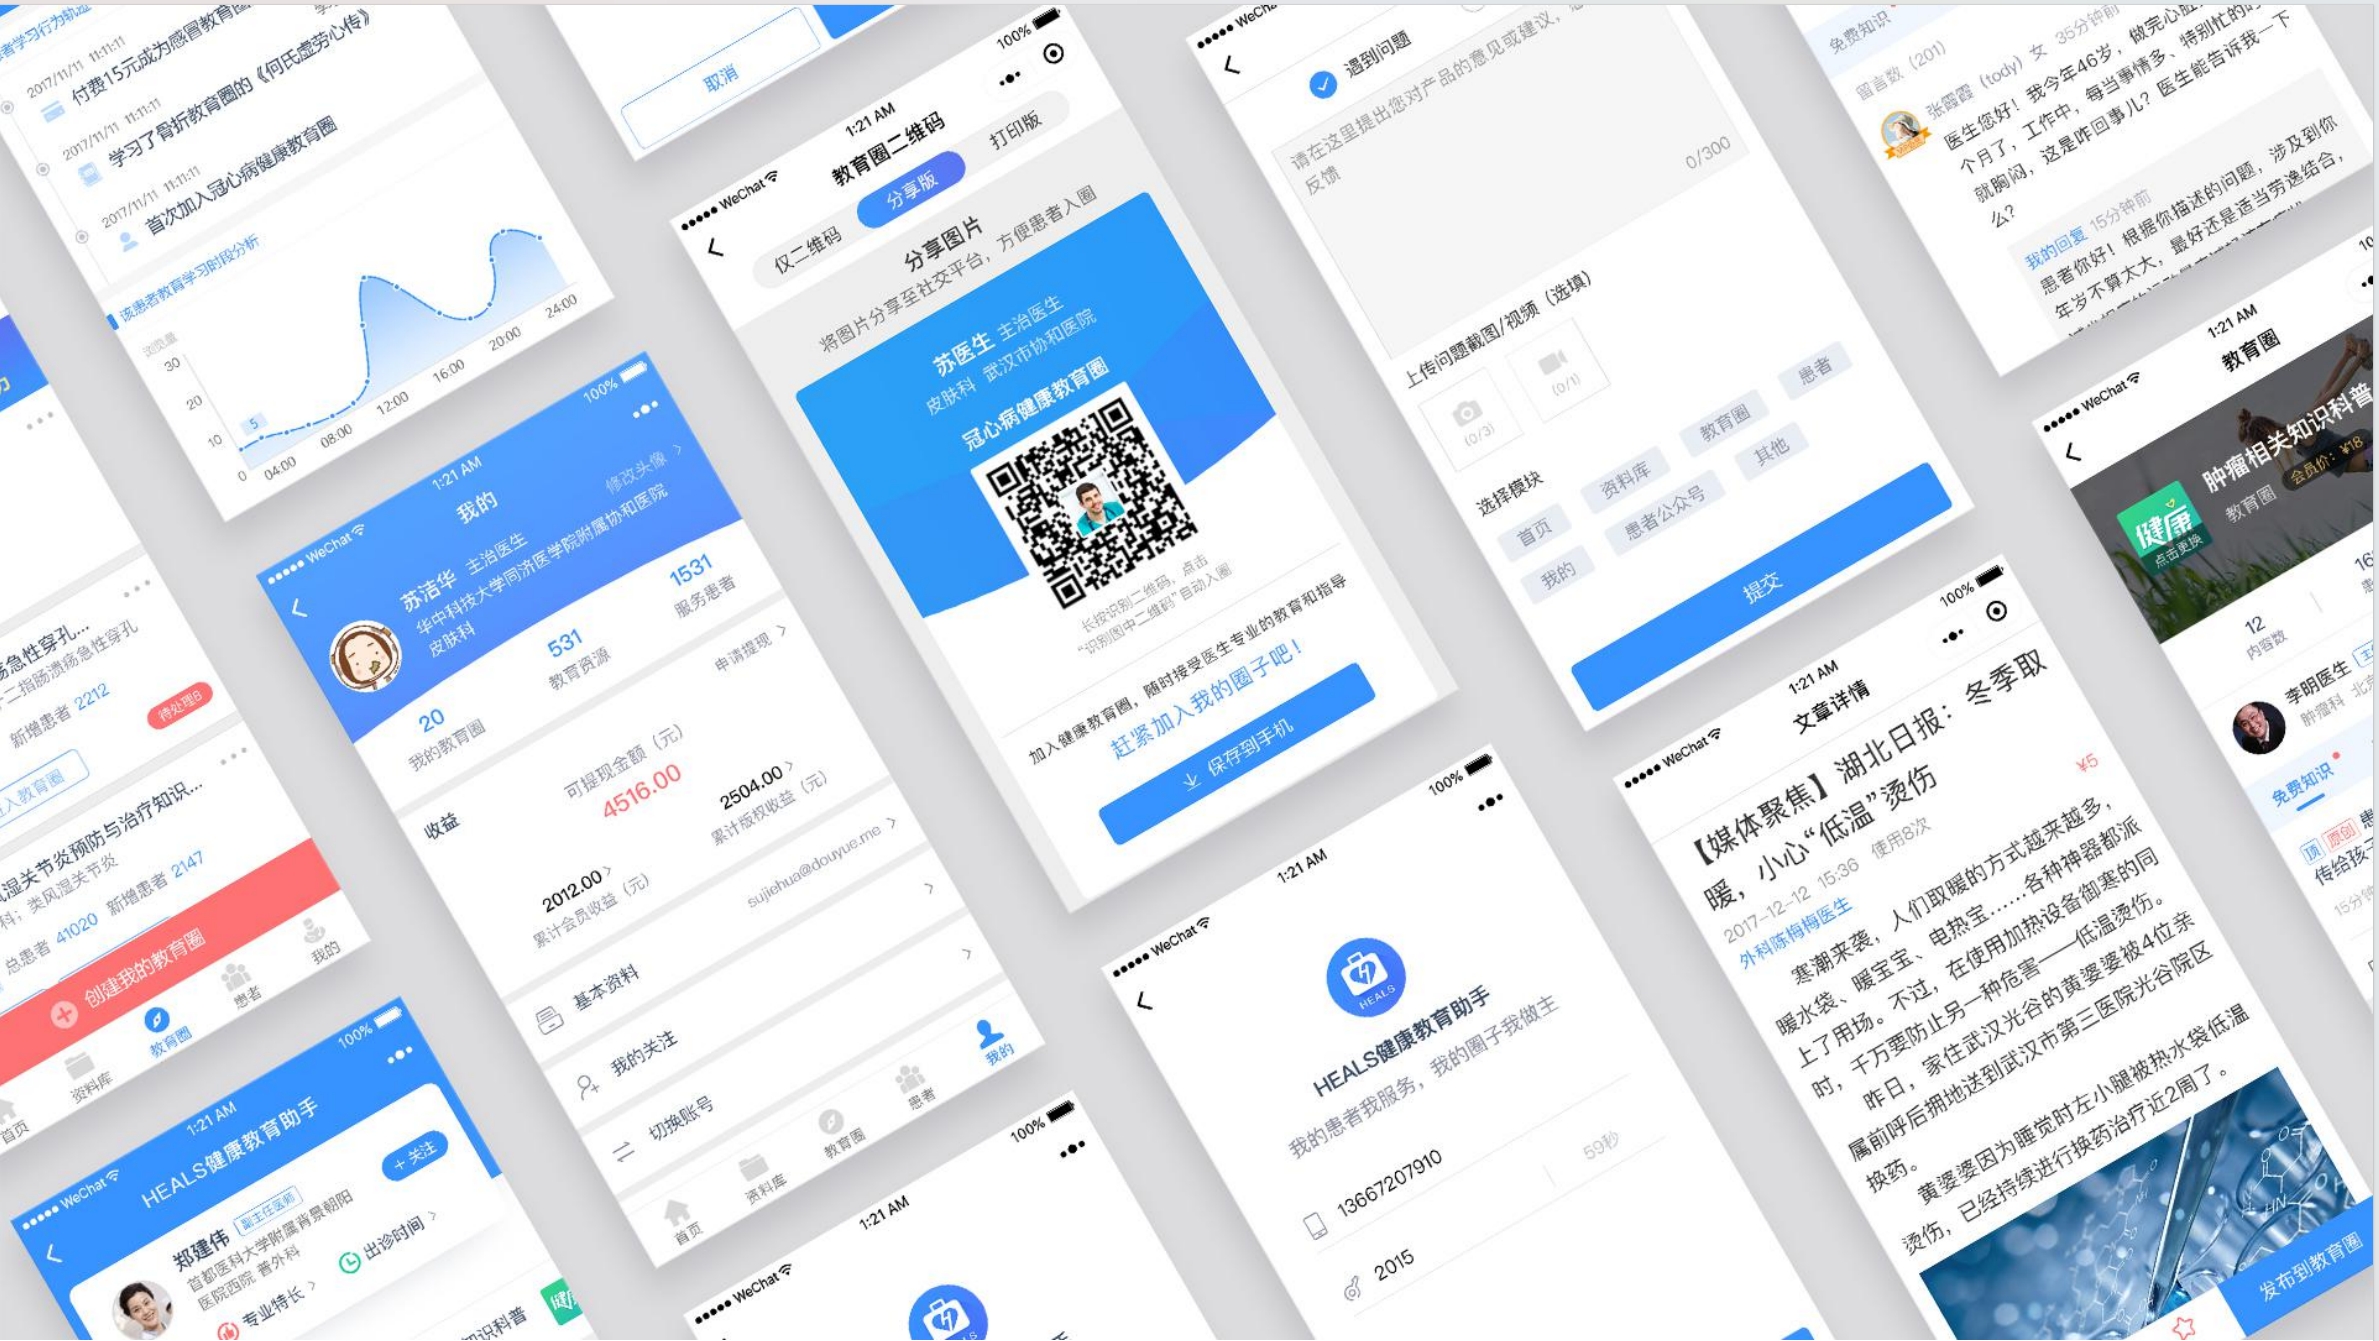 2017/11/11 11:11:11
付费15元成为感冒教育圈
2017/11/11 11:11:11
学习了骨折教育圈的《何氏虚劳心传》
2017/11/11 11:11:11
首次加入冠心病健康教育圈
该患者教育学习时段分析
浏览量
30
20
10
0
5
04:00
08:00
12:00
16:00
20:00
24:00
新增患者 2212
待处理8
湿关节炎预防与治疗知识...
科；类风湿关节炎
总患者 41020 新增患者 2147
创建我的教育圈
首页
资料库
教育圈
患者
我的
WeChat
1:21 AM
100%
HEALS健康教育助手
郑建伟
副主任医师
+ 关注
首都医科大学附属背景朝阳
医院西院 普外科
专业特长
出诊时间
取消
WeChat
1:21 AM
100%
我的
苏洁华 主治医生
修改头像
华中科技大学同济医学院附属协和医院
皮肤科
20
我的教育圈
531
教育资源
1531
服务患者
收益
申请提现
可提现金额（元）
4516.00
2012.00
累计会员收益（元）
2504.00
累计版权收益（元）
基本资料
sujiehua@douyue.me
我的关注
切换账号
首页
资料库
教育圈
患者
我的
WeChat
1:21 AM
100%
教育圈二维码
仅二维码
分享版
打印版
分享图片
将图片分享至社交平台，方便患者入圈
苏医生 主治医生
皮肤科 武汉市协和医院
冠心病健康教育圈
长按识别二维码，点击
“识别图中二维码”自动入圈
加入健康教育圈，随时接受医生专业的教育和指导
赶紧加入我的圈子吧！
保存到手机
WeChat
1:21 AM
100%
WeChat
遇到问题
请在这里提出您对产品的意见或建议，
反馈
0/300
上传问题截图/视频（选填）
(0/3)
(0/1)
选择模块
首页
资料库
教育圈
患者
我的
患者公众号
其他
提交
WeChat
1:21 AM
100%
HEALS
HEALS健康教育助手
我的患者我服务，我的圈子我做主
13667207910
59秒
2015
免费知识
留言数（201）
张霞霞（tody）女 35分钟前
医生您好！我今年46岁，做完心脏
个月了，工作中，每当事情多、特别忙的时
就胸闷，这是咋回事儿？医生能告诉我一下
么？
我的回复 15分钟前
患者你好！根据你描述的问题，涉及到你
年岁不算太大，最好还是适当劳逸结合，
WeChat
1:21 AM
100%
文章详情
【媒体聚焦】湖北日报：冬季取
暖，小心“低温”烫伤
¥5
2017-12-12 15:36 使用8次
外科陈梅梅医生
寒潮来袭，人们取暖的方式越来越多，
暖水袋、暖宝宝、电热宝……各种神器都派
上了用场。不过，在使用加热设备御寒的同
时，千万要防止另一种危害——低温烫伤。
昨日，家住武汉光谷的黄婆婆被4位亲
属前呼后拥地送到武汉市第三医院光谷院区
换药。
黄婆婆因为睡觉时左小腿被热水袋低温
烫伤，已经持续进行换药治疗近2周了。
发布到教育圈
WeChat
1:21 AM
教育圈
肿瘤相关知识科普
教育圈
会员价：¥18
健康
点击更换
12
内容数
李明医生
肿瘤科
免费知识
顶
原创
传给孩